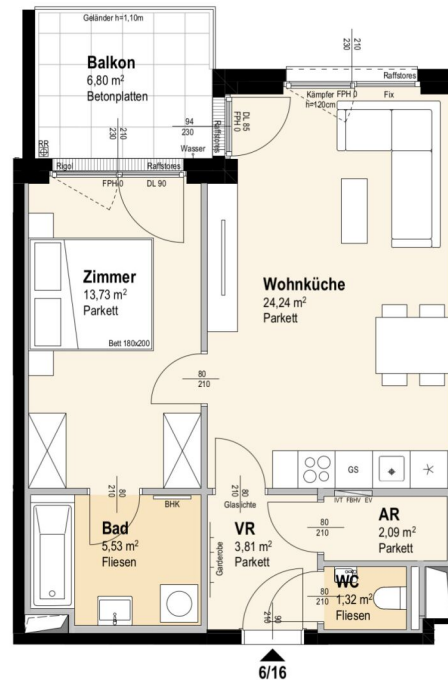 Geländer h=1,10m
Balkon
6,80 m²
Betonplatten
210
230
Raffstores
Kämpfer FPH 0 Fix
h=120cm
94
230
DL 85
FPH 0
Raffstores
Wasser
RR
210
230
Rigol Raffstores
FPH 0 DL 90
Zimmer
13,73 m²
Parkett
Bett 180x200
Wohnküche
24,24 m²
Parkett
80
210
GS
80
210
BHK
80
210
Glaslichte
IVT FBHV EV
Bad
5,53 m²
Fliesen
Garderobe
VR
3,81 m²
Parkett
80
210
AR
2,09 m²
Parkett
80
210
WC
1,32 m²
Fliesen
90
210
6/16